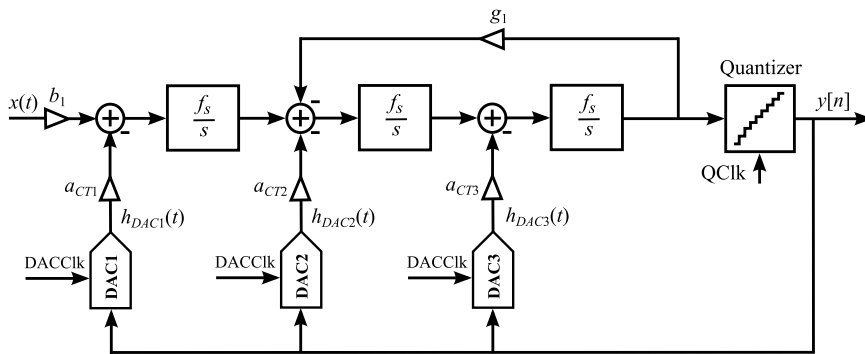 g1
Quantizer
x(t) b1 fs/s fs/s fs/s y[n]
+ - + - - + -
QClk
aCT1 aCT2 aCT3
hDAC1(t) hDAC2(t) hDAC3(t)
DACClk DAC1 DACClk DAC2 DACClk DAC3